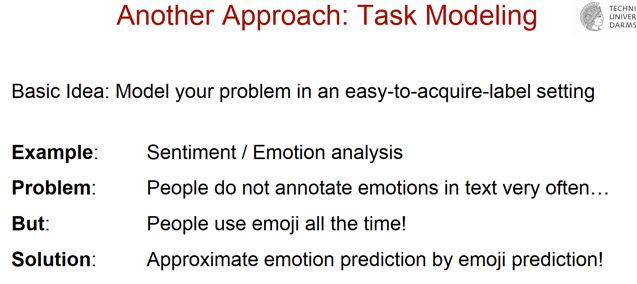 Another Approach: Task Modeling
TECHNI
UNIVER
DARMS
Basic Idea: Model your problem in an easy-to-acquire-label setting
Example: Sentiment / Emotion analysis
Problem: People do not annotate emotions in text very often…
But: People use emoji all the time!
Solution: Approximate emotion prediction by emoji prediction!